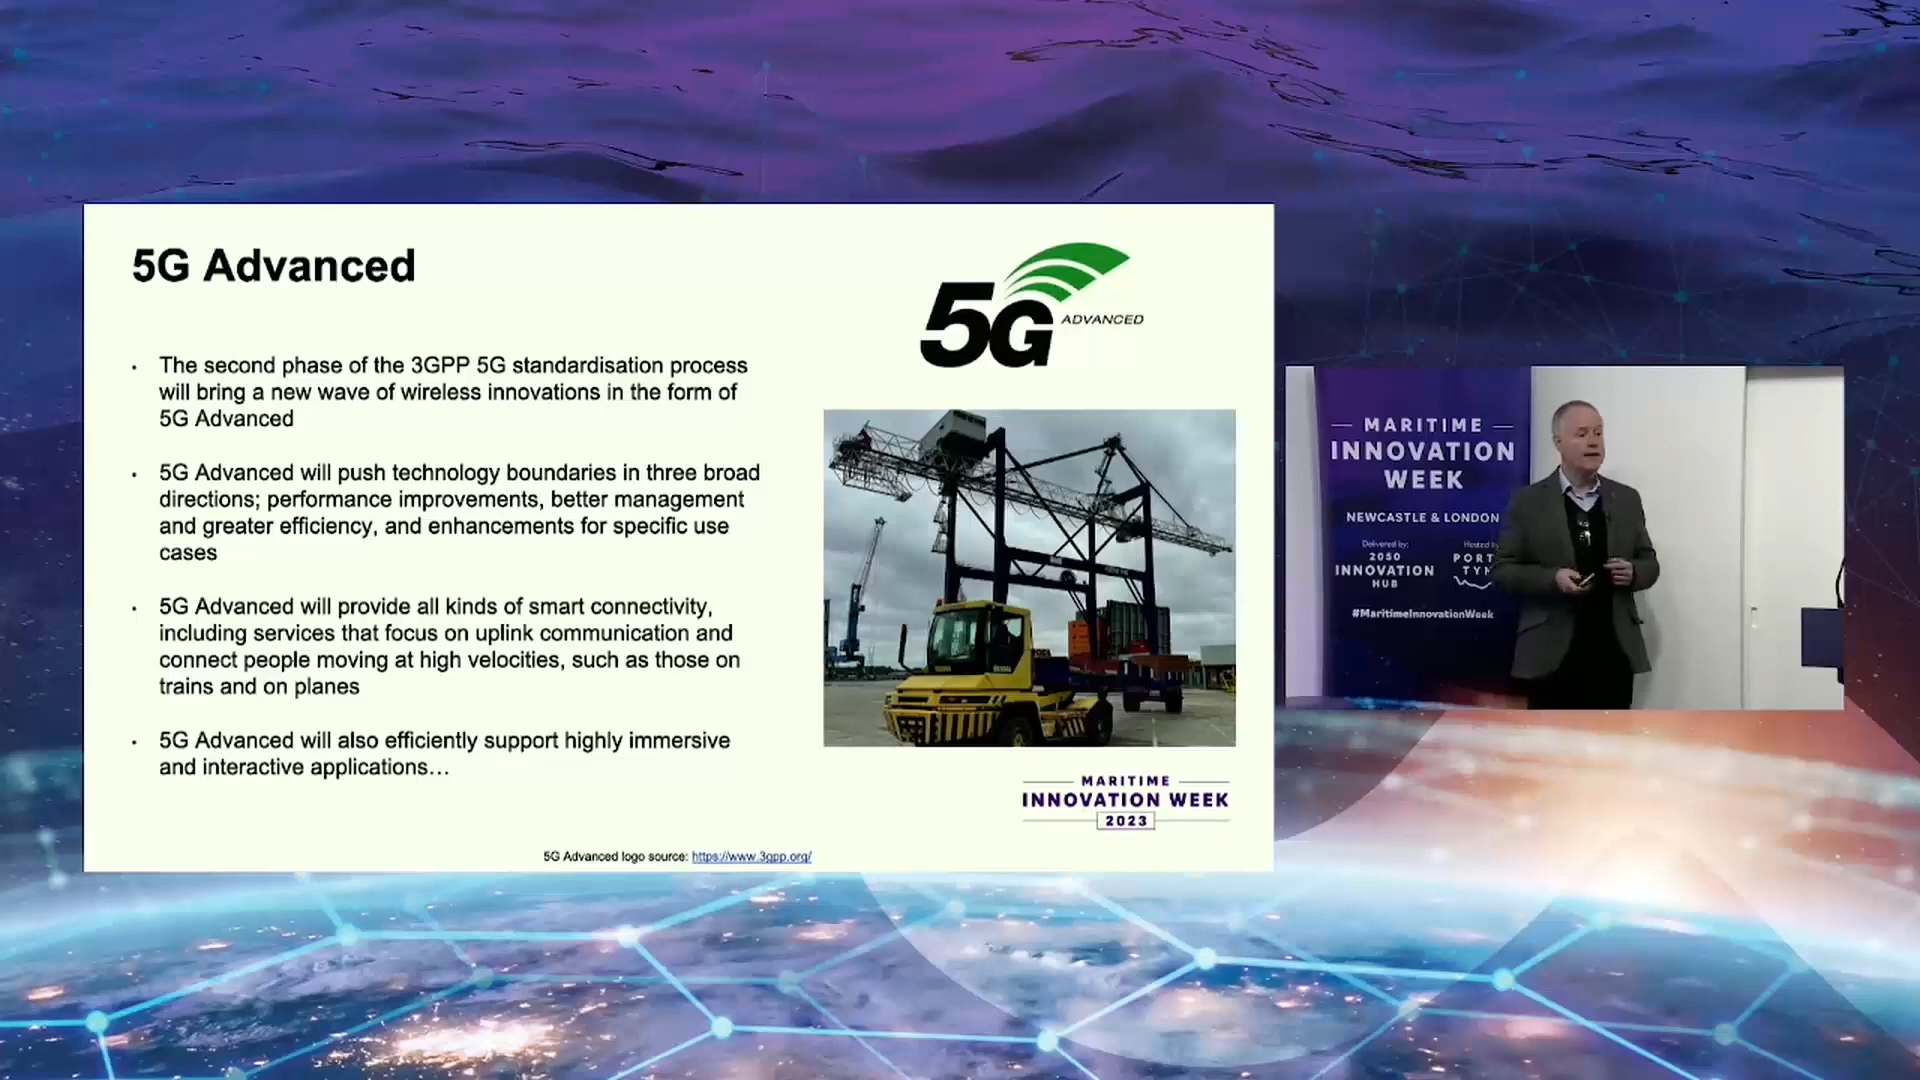 5G Advanced
5G
ADVANCED
The second phase of the 3GPP 5G standardisation process
will bring a new wave of wireless innovations in the form of
5G Advanced
5G Advanced will push technology boundaries in three broad
directions; performance improvements, better management
and greater efficiency, and enhancements for specific use
cases
5G Advanced will provide all kinds of smart connectivity,
including services that focus on uplink communication and
connect people moving at high velocities, such as those on
trains and on planes
5G Advanced will also efficiently support highly immersive
and interactive applications…
MARITIME
INNOVATION WEEK
2023
5G Advanced logo source: https://www.3gpp.org/
MARITIME
INNOVATION
WEEK
NEWCASTLE & LONDON
Delivered by:
2050
INNOVATION
HUB
Hosted by
PORT
TYN
#MaritimeInnovationWeek